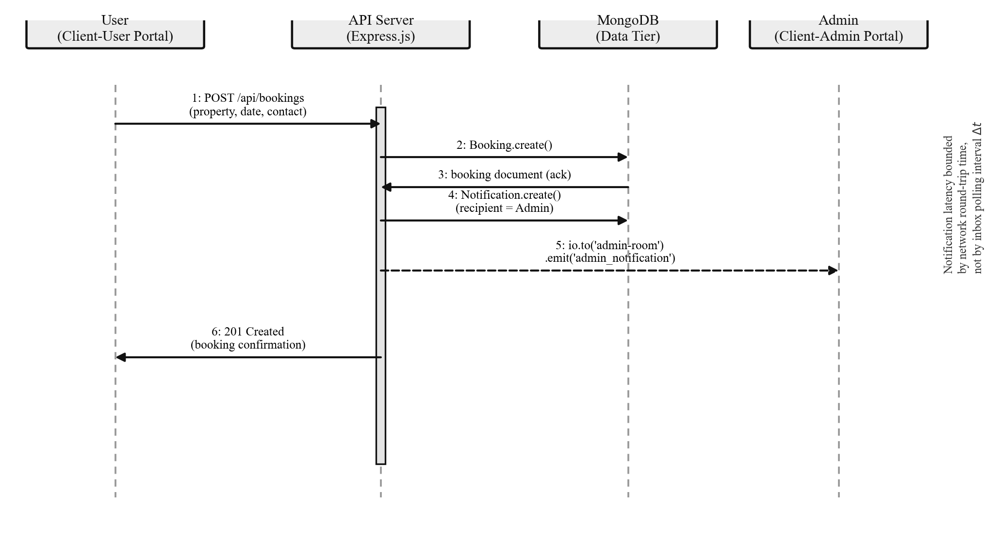 User
(Client-User Portal)
API Server
(Express.js)
MongoDB
(Data Tier)
Admin
(Client-Admin Portal)
1: POST /api/bookings
(property, date, contact)
2: Booking.create()
3: booking document (ack)
4: Notification.create()
(recipient = Admin)
5: io.to('admin-room')
.emit('admin_notification')
6: 201 Created
(booking confirmation)
Notification latency bounded
by network round-trip time,
not by inbox polling interval Δt